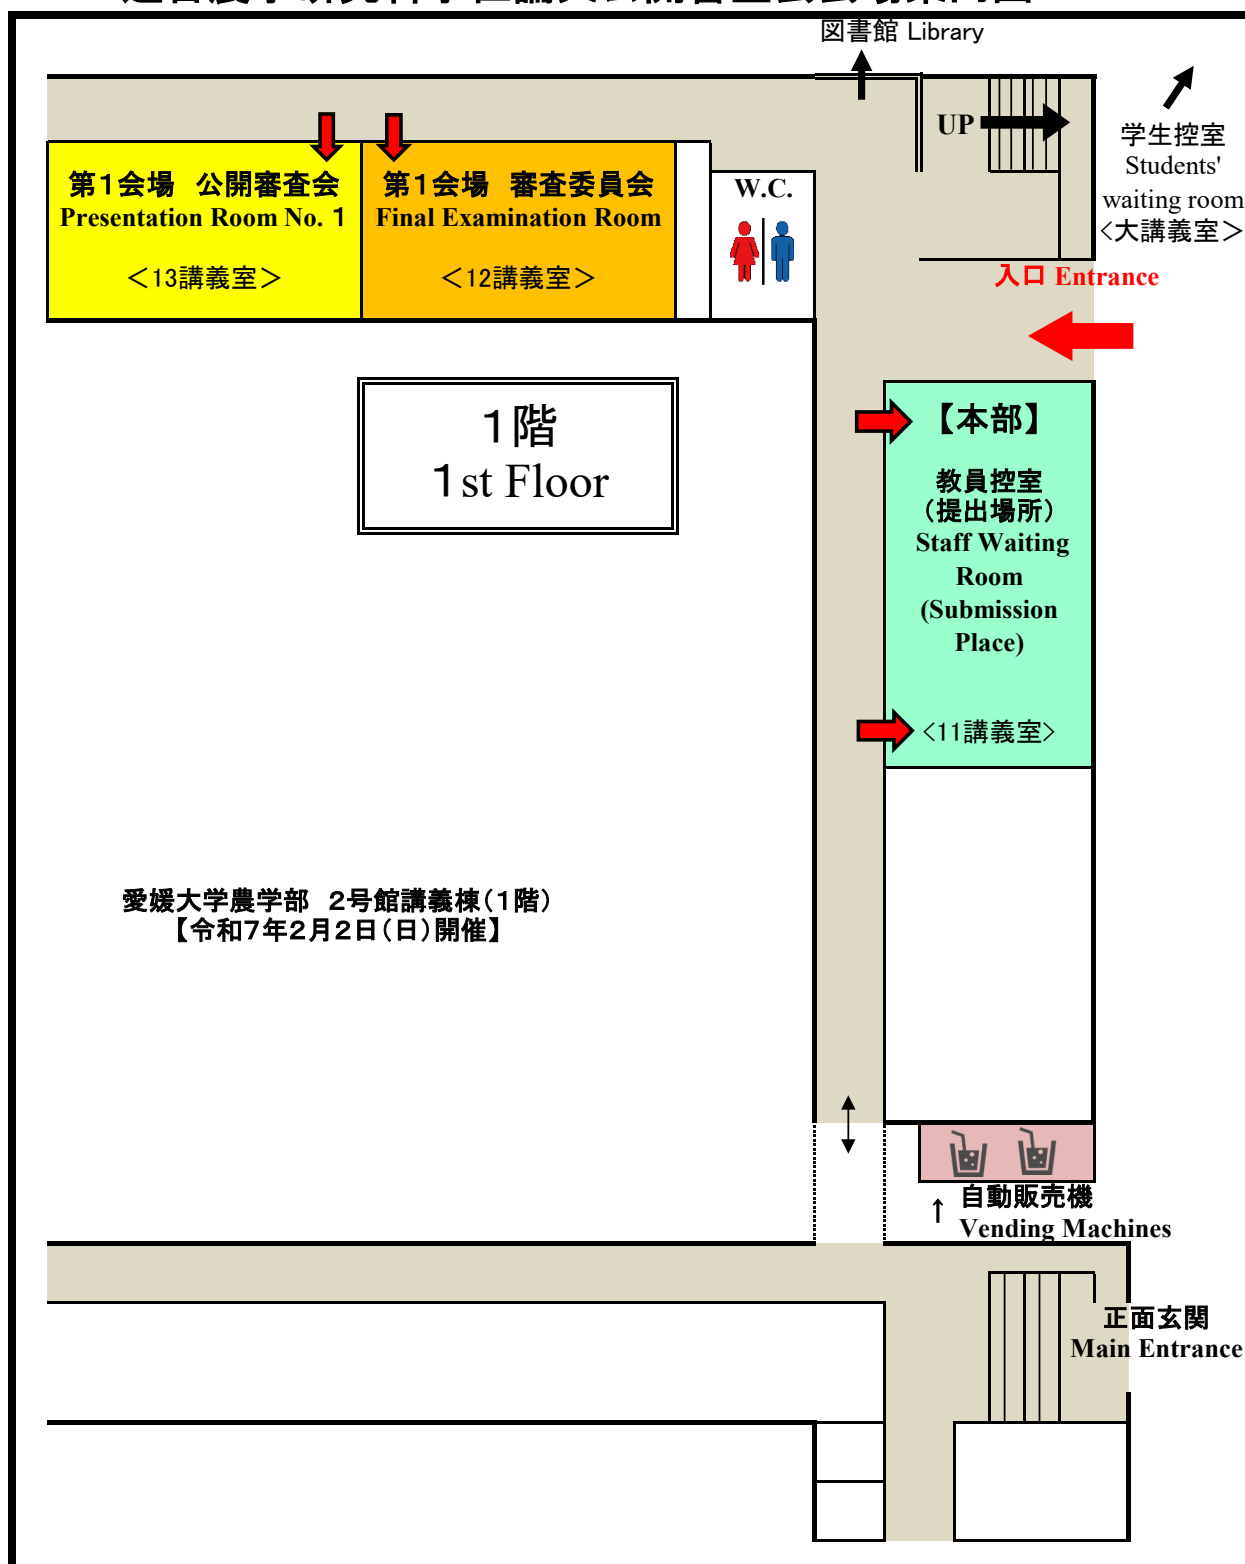 図書館 Library
UP
学生控室
Students'
waiting room
<大講義室>
第1会場 公開審査会
Presentation Room No. 1
<13講義室>
第1会場 審査委員会
Final Examination Room
<12講義室>
W.C.
入口 Entrance
1階
1st Floor
【本部】
教員控室
(提出場所)
Staff Waiting
Room
(Submission
Place)
<11講義室>
愛媛大学農学部 2号館講義棟(1階)
【令和7年2月2日(日)開催】
↑ 自動販売機
Vending Machines
正面玄関
Main Entrance